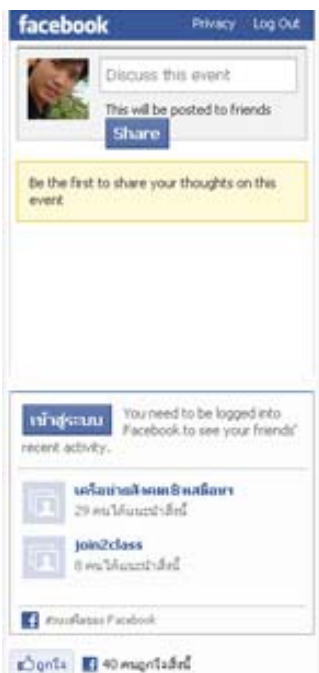 facebook Privacy Log Out
Discuss this event
This will be posted to friends
Share
Be the first to share your thoughts on this
event
เข้าสู่ระบบ You need to be logged into
Facebook to see your friends'
recent activity.
29 คนได้แนะนำสิ่งนี้
join2class
8 คนได้แนะนำสิ่งนี้
Facebook
ถูกใจ 40 คนถูกใจสิ่งนี้